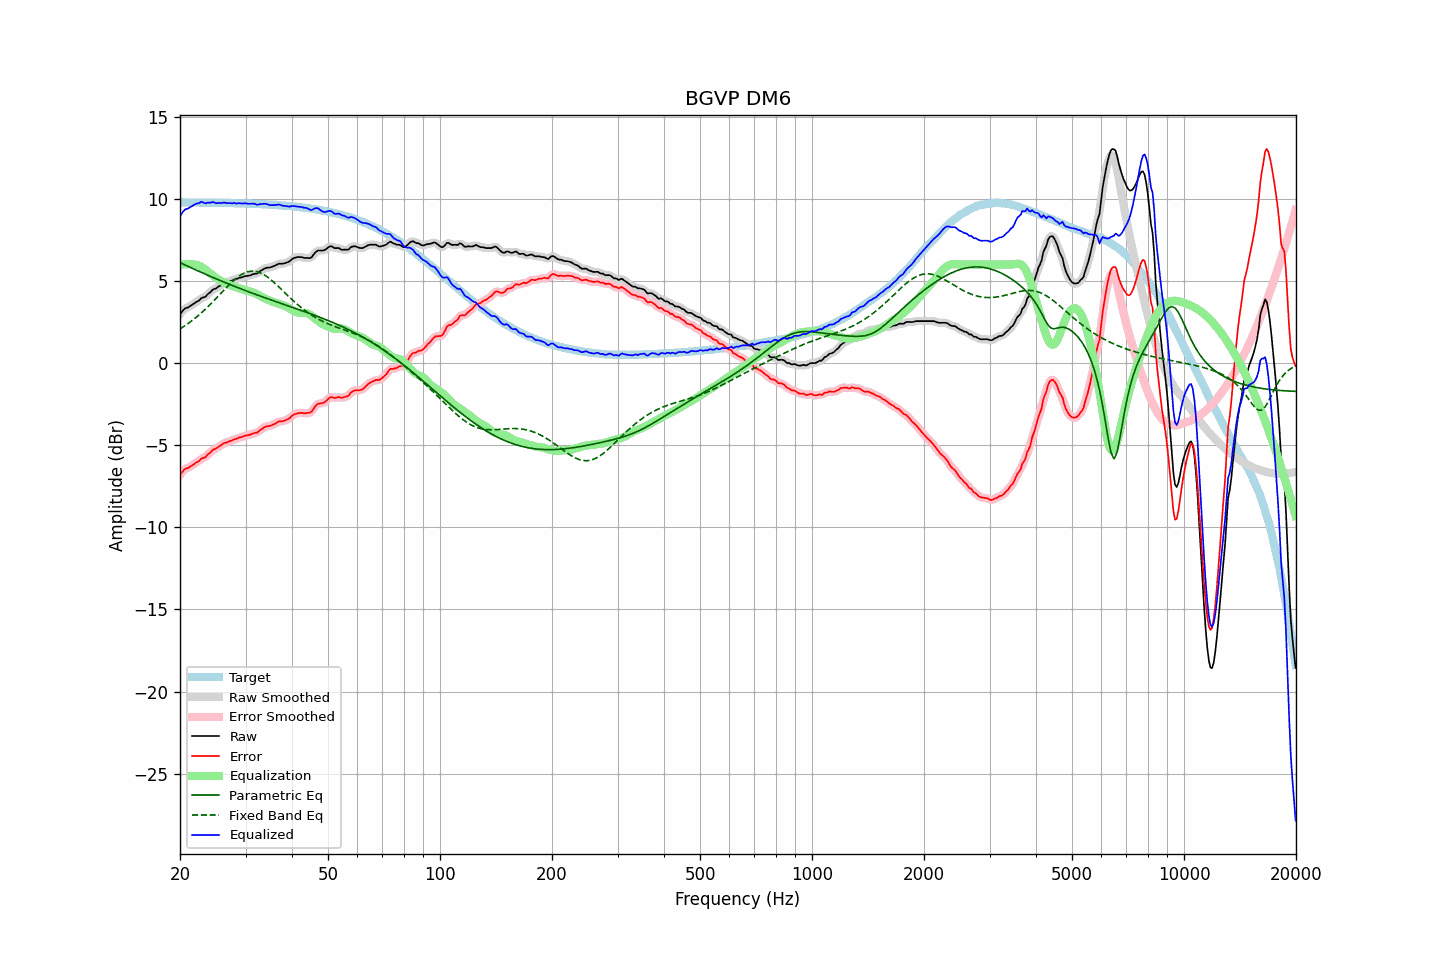 BGVP DM6
15
10
5
0
−5
−10
−15
−20
−25
Amplitude (dBr)
Target
Raw Smoothed
Error Smoothed
Raw
Error
Equalization
Parametric Eq
Fixed Band Eq
Equalized
20 50 100 200 500 1000 2000 5000 10000 20000
Frequency (Hz)